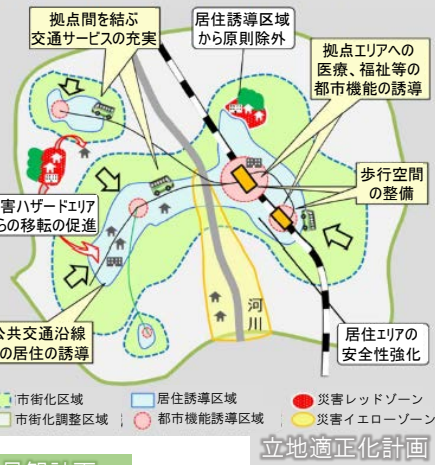 拠点間を結ぶ
交通サービスの充実
居住誘導区域
から原則除外
拠点エリアへの
医療、福祉等の
都市機能の誘導
歩行空間
の整備
害ハザードエリア
らの移転の促進
公共交通沿線
の居住の誘導
河川
居住エリアの
安全性強化
市街化区域
居住誘導区域
災害レッドゾーン
市街化調整区域
都市機能誘導区域
災害イエローゾーン
立地適正化計画